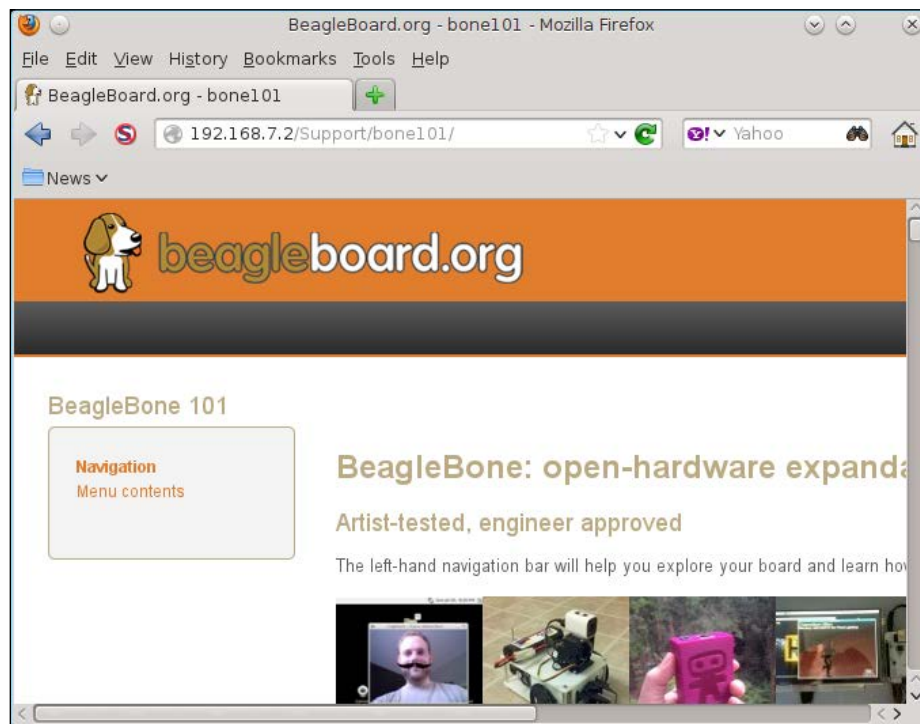 BeagleBoard.org - bone101 - Mozilla Firefox
File Edit View History Bookmarks Tools Help
BeagleBoard.org - bone101
192.168.7.2/Support/bone101/
Yahoo
News
beagleboard.org
BeagleBone 101
Navigation
Menu contents
BeagleBone: open-hardware expanda
Artist-tested, engineer approved
The left-hand navigation bar will help you explore your board and learn how